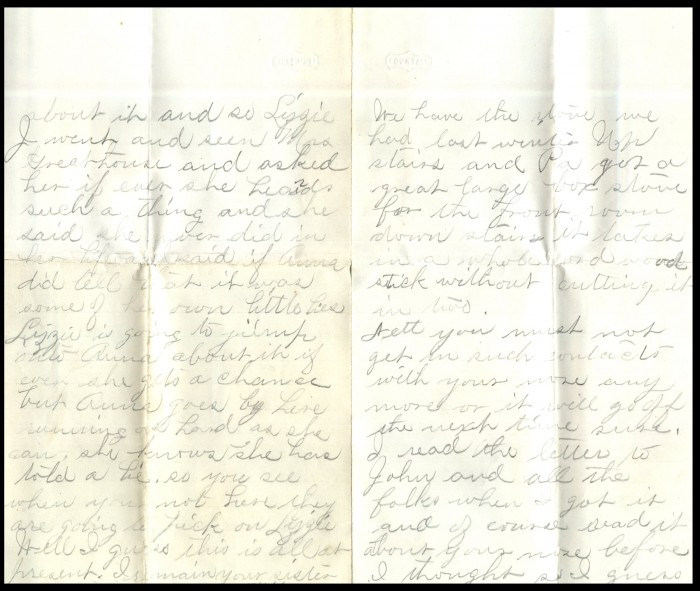 about it and so Lizzie
I went and seen Mrs
Greenhouse and asked
her if ever she heards
such a thing and she
said she never did in
her life and said if Anna
did tell that it was
some of her own little lies
Lizzie is going to jump
onto Anna about it if
ever she gets a chance
but Anna goes by here
running as hard as she
can. she knows she has
told a lie. so you see
when your not here they
are going to pick on Lizzie
Well I guess this is all at
present. I remain your sister
We have the stove we
had last winter Up
stairs and Pa got a
great large box stove
for the front room
down stairs it takes
in a whole cord wood
stick without cutting it
in two.
Well you must not
get in such contacts
with your nose any
more or it will go off
the next time sure.
I read the letter to
John and all the
folks when I got it
and of course read it
about your nose before
I thought so I guess